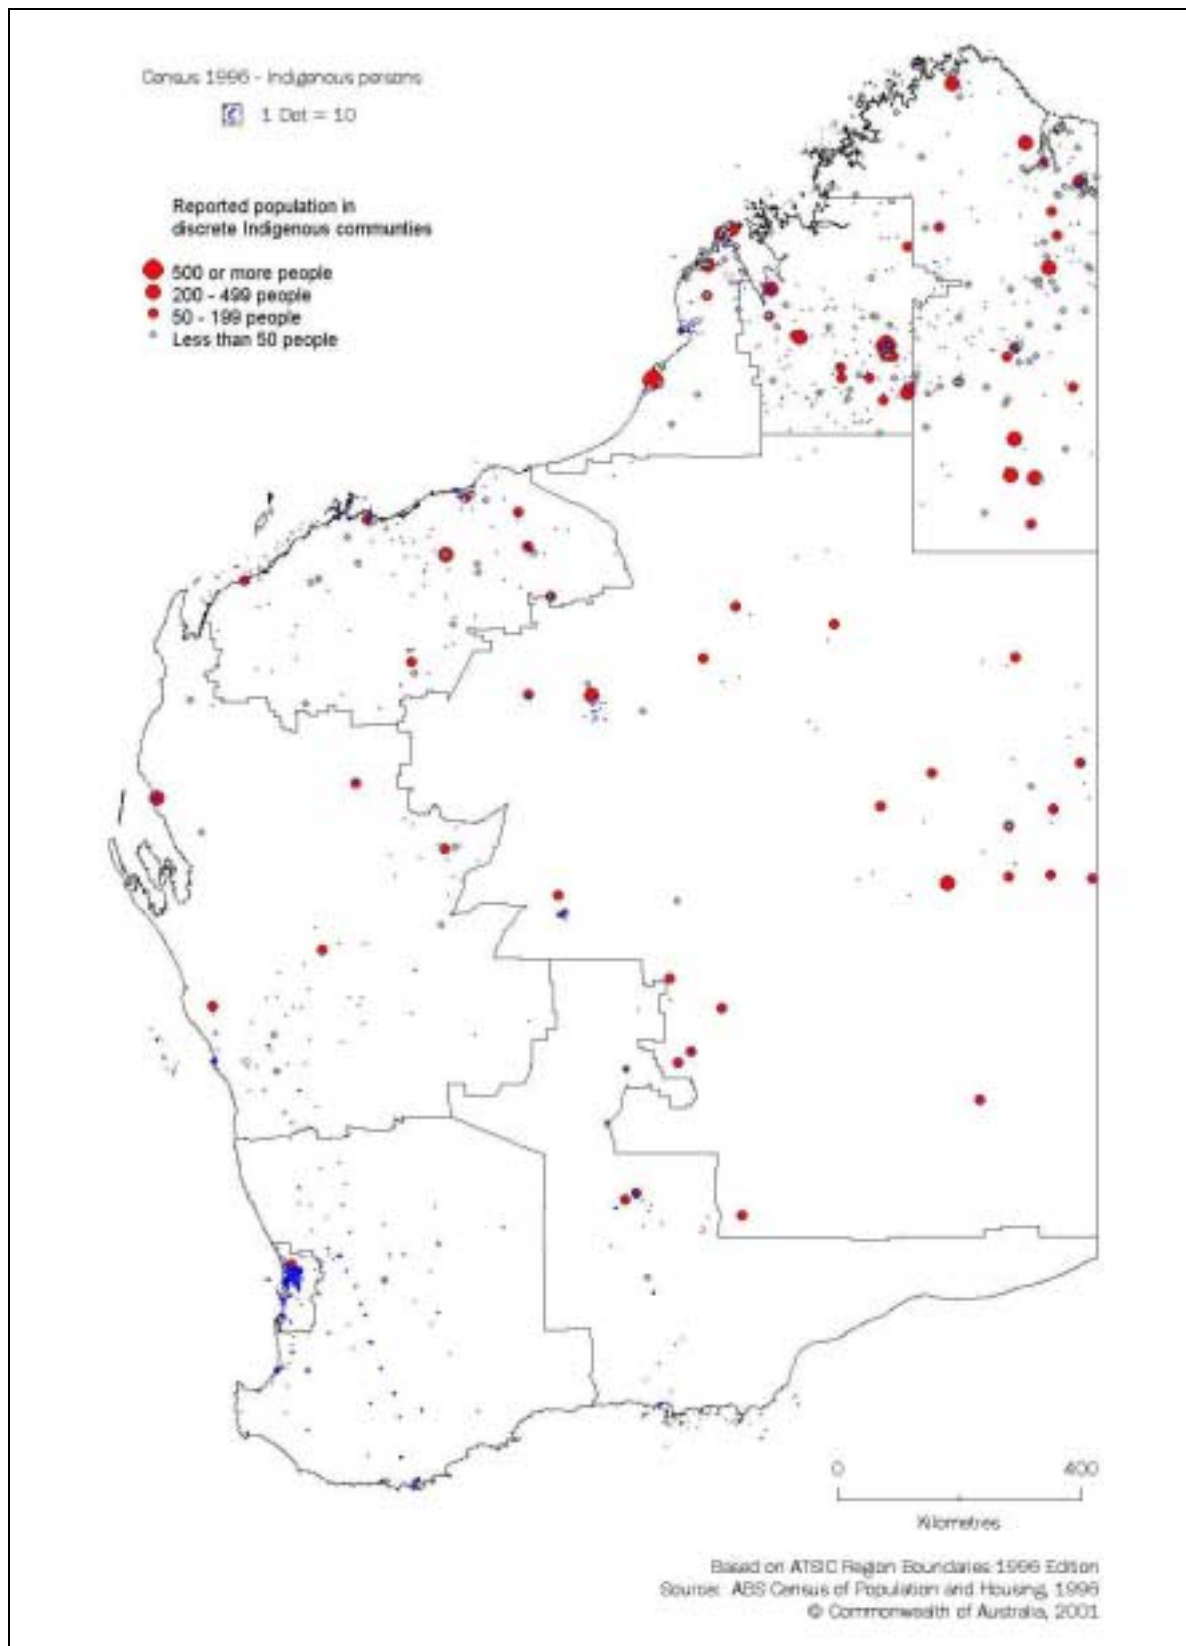 Census 1996 - Indigenous persons
1 Dot = 10
Reported population in
discrete Indigenous communties
500 or more people
200 - 499 people
50 - 199 people
Less than 50 people
0 400
Kilometres
Based on ATSIC Region Boundaries 1996 Edition
Source: ABS Census of Population and Housing, 1996
© Commonwealth of Australia, 2001